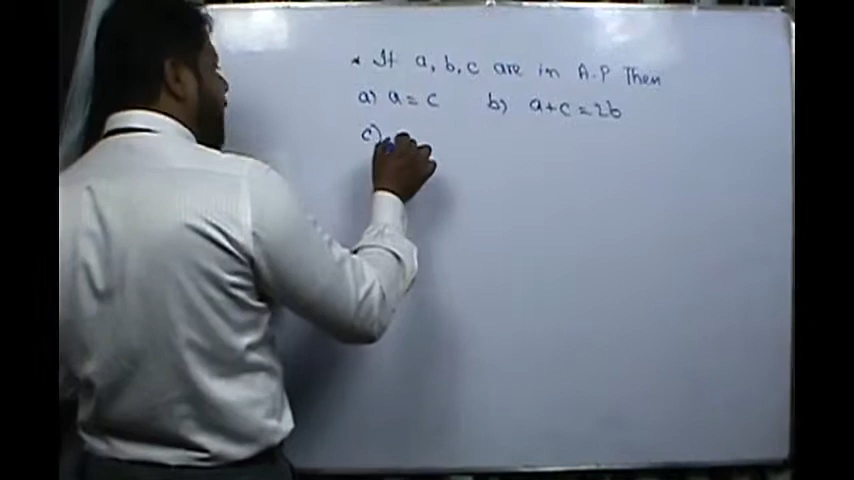 * If a, b, c are in A.P Then
a) a = c b) a+c = 2b
c)